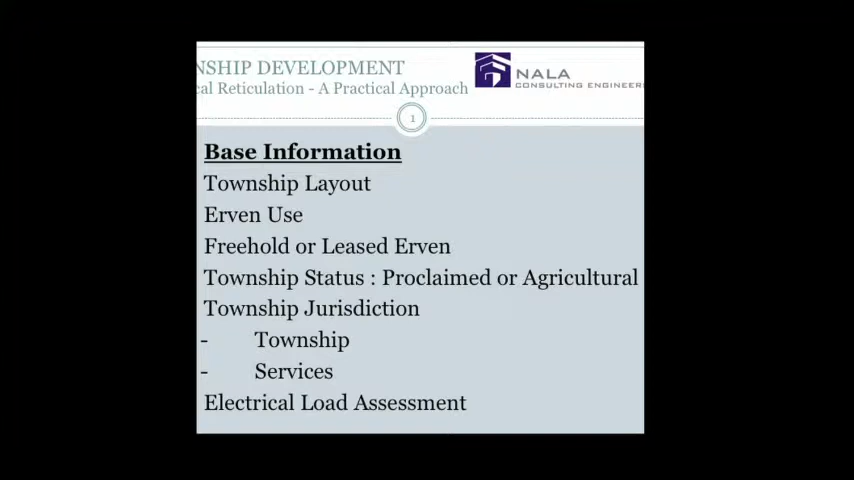 NSHIP DEVELOPMENT
cal Reticulation - A Practical Approach
NALA
CONSULTING ENGINEER
1
Base Information
Township Layout
Erven Use
Freehold or Leased Erven
Township Status : Proclaimed or Agricultural
Township Jurisdiction
- Township
- Services
Electrical Load Assessment